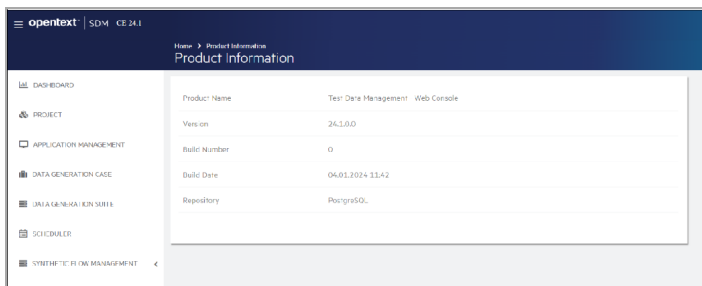 opentext™ | SDM CE 24.1
Home > Product Information
Product Information
DASHBOARD
PROJECT
APPLICATION MANAGEMENT
DATA GENERATION CASE
DATA GENERATION SUITE
SCHEDULER
SYNTHETIC FLOW MANAGEMENT
Product Name Test Data Management - Web Console
Version 24.1.0.0
Build Number 0
Build Date 04.01.2024 11:42
Repository PostgreSQL